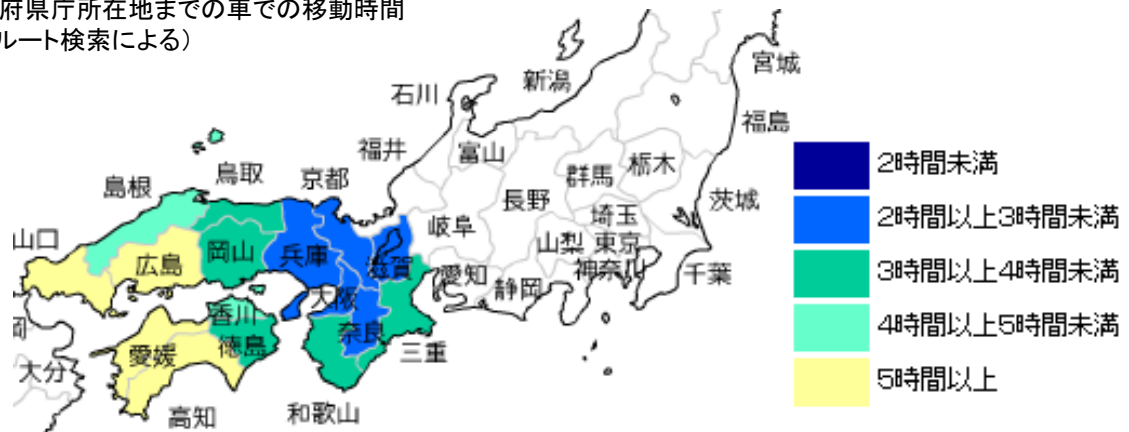 府県庁所在地までの車での移動時間
ルート検索による)
宮城
新潟
石川
福島
福井
富山
栃木
群馬
鳥取
京都
島根
長野
茨城
埼玉
岐阜
山口
岡山
兵庫
滋賀
山梨
東京
広島
愛知
神奈川
千葉
静岡
大阪
香川
奈良
徳島
三重
愛媛
大分
高知
和歌山
2時間未満
2時間以上3時間未満
3時間以上4時間未満
4時間以上5時間未満
5時間以上